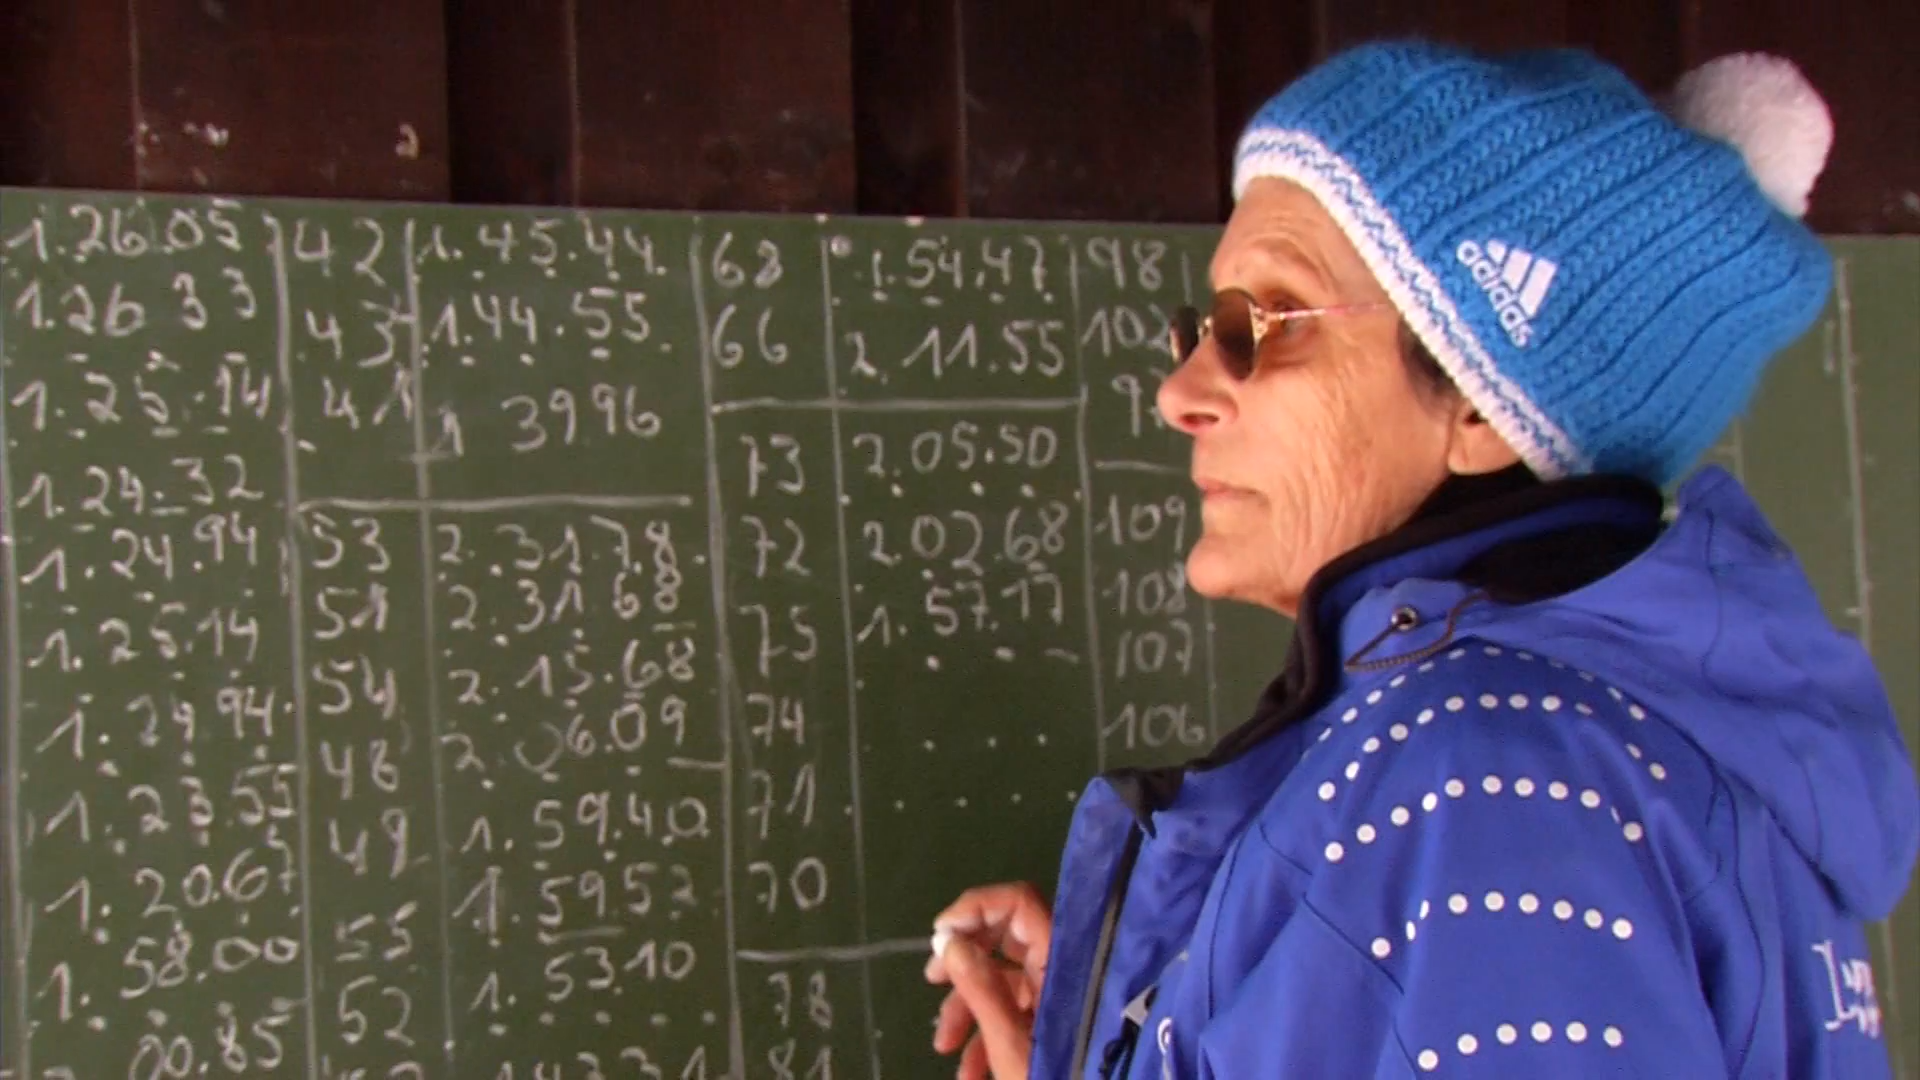 1.26.05 42 1.45.44 68 1.54.47 98
1.26 33 43 1.44.55 66 2.11.55 102
1.25.14 41 1 3996
1.24.32 73 2.05.50
1.24.94 53 2.31.78 72 2.02.68 109
1.25.14 51 2.31 68 75 1.57.17 108
1.24.94 54 2.15.68 74 107
1.23.55 48 2.06.09 71 106
1.20.67 49 1.59.40 70
1.58.00 55 1.59.52
00.85 52 1.53.10 78
81
adidas